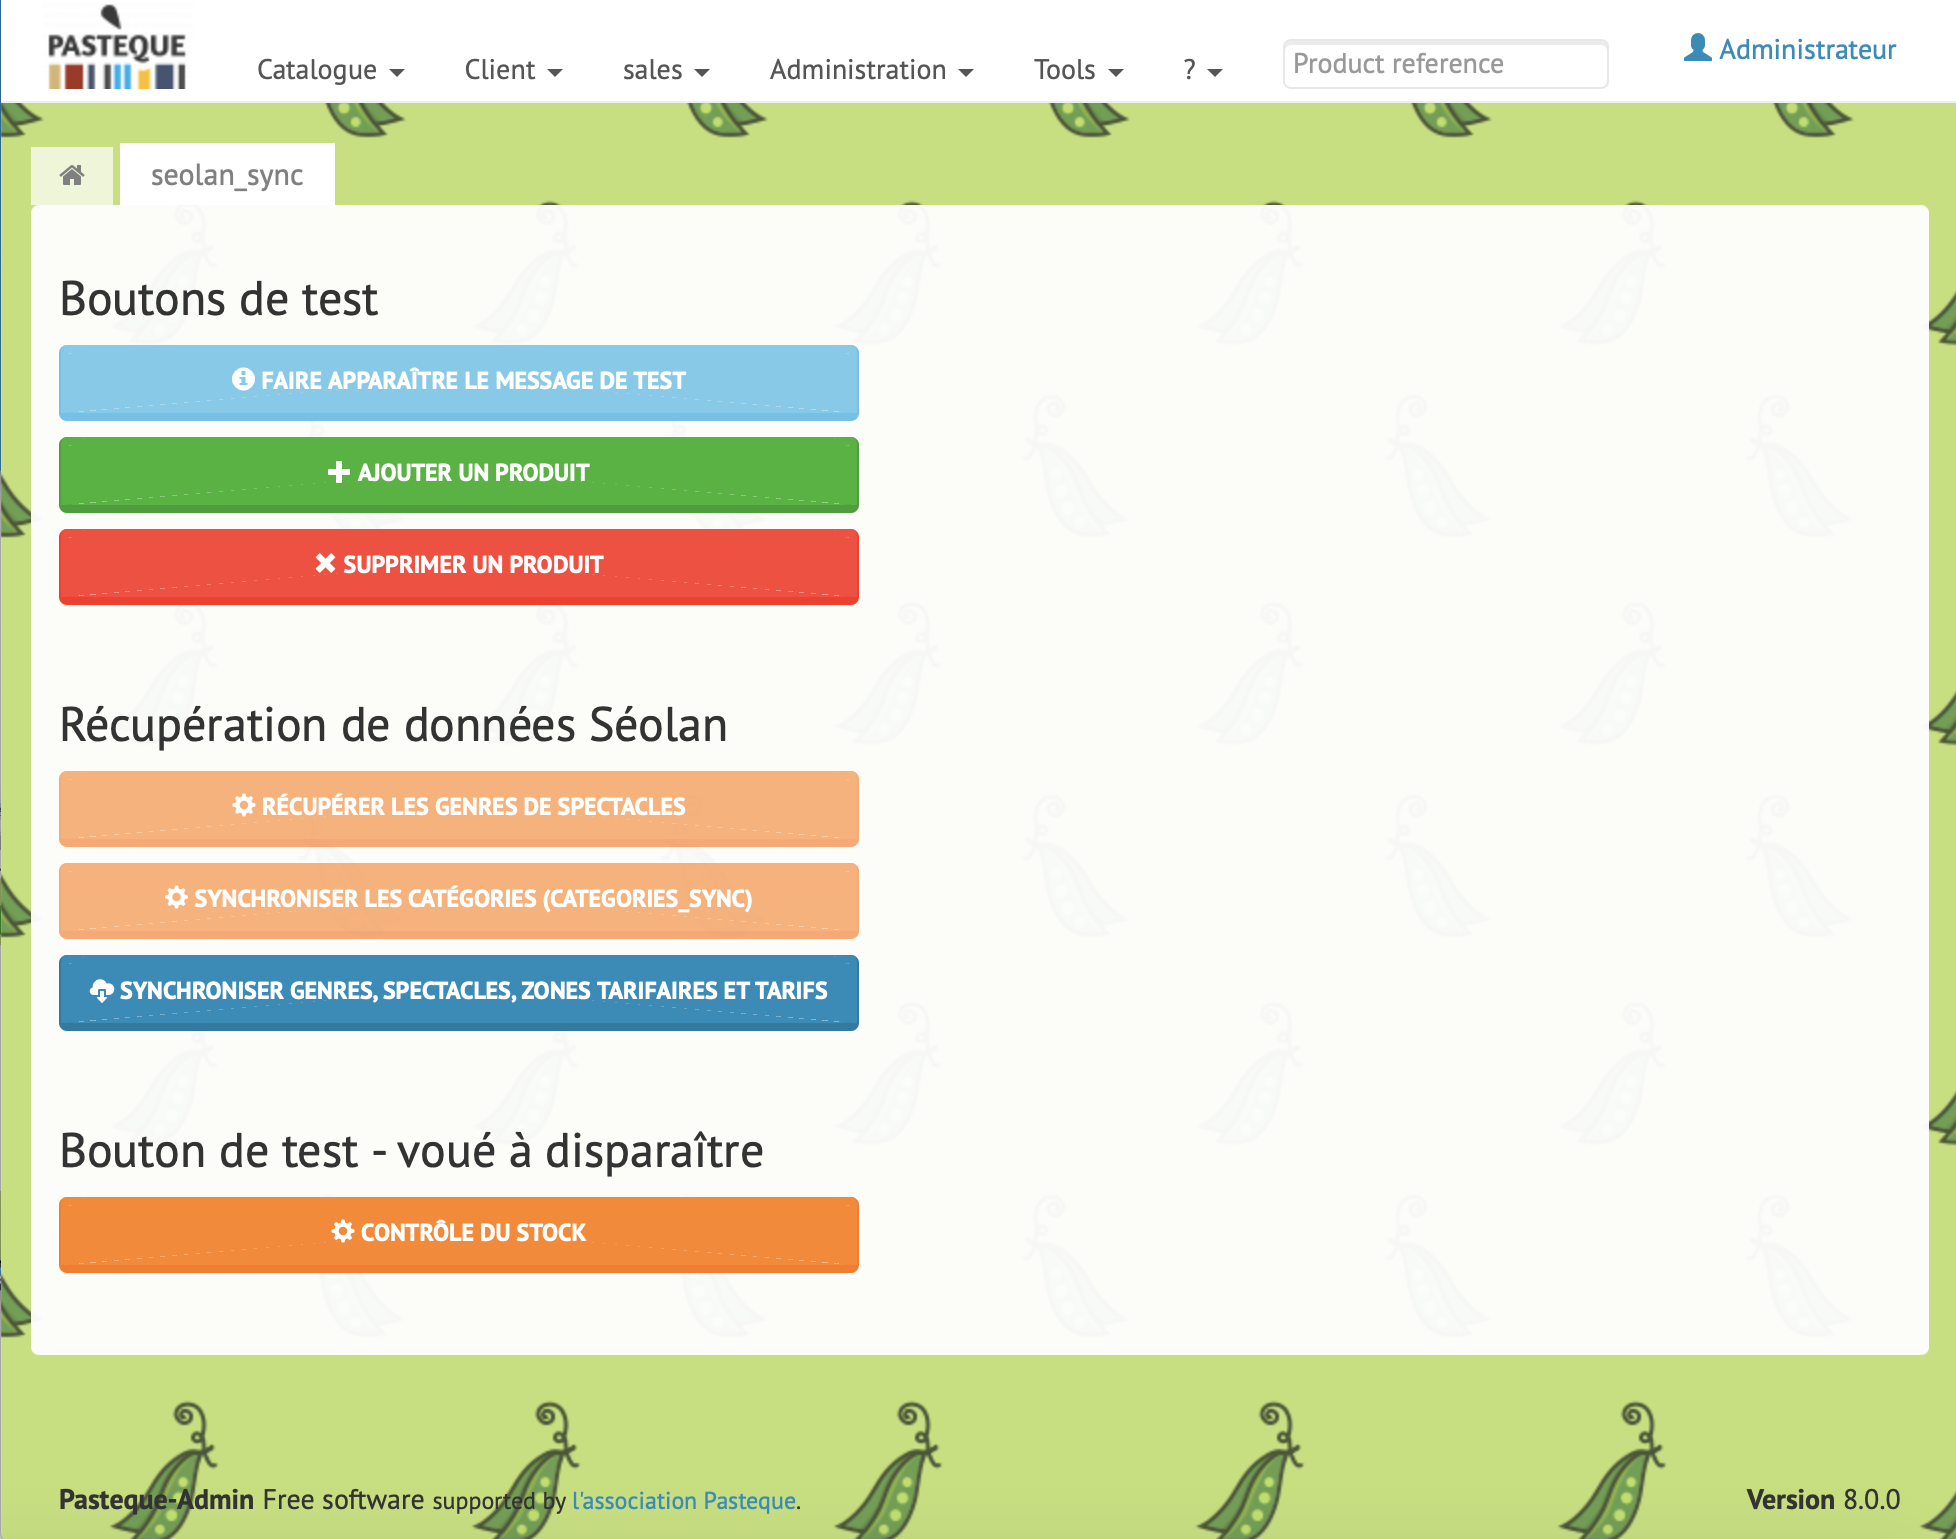 PASTEQUE
Catalogue
Client
sales
Administration
Tools
?
Product reference
Administrateur
seolan_sync
Boutons de test
FAIRE APPARAÎTRE LE MESSAGE DE TEST
AJOUTER UN PRODUIT
SUPPRIMER UN PRODUIT
Récupération de données Séolan
RÉCUPÉRER LES GENRES DE SPECTACLES
SYNCHRONISER LES CATÉGORIES (CATEGORIES_SYNC)
SYNCHRONISER GENRES, SPECTACLES, ZONES TARIFAIRES ET TARIFS
Bouton de test - voué à disparaître
CONTRÔLE DU STOCK
Pasteque-Admin Free software supported by l'association Pasteque.
Version 8.0.0